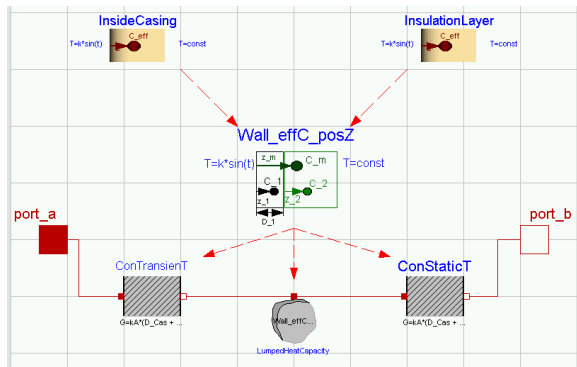 InsideCasing
InsulationLayer
T=k*sin(t)
C_eff
T=const
T=k*sin(t)
C_eff
T=const
Wall_effC_posZ
T=k*sin(t)
z_m
C_m
T=const
C_1
C_2
z_1
z_2
D_1
port_a
port_b
ConTransienT
ConStaticT
G=kA*(D_Cas + ...
Wall_effC...
G=kA*(D_Cas + ...
LumpedHeatCapacity